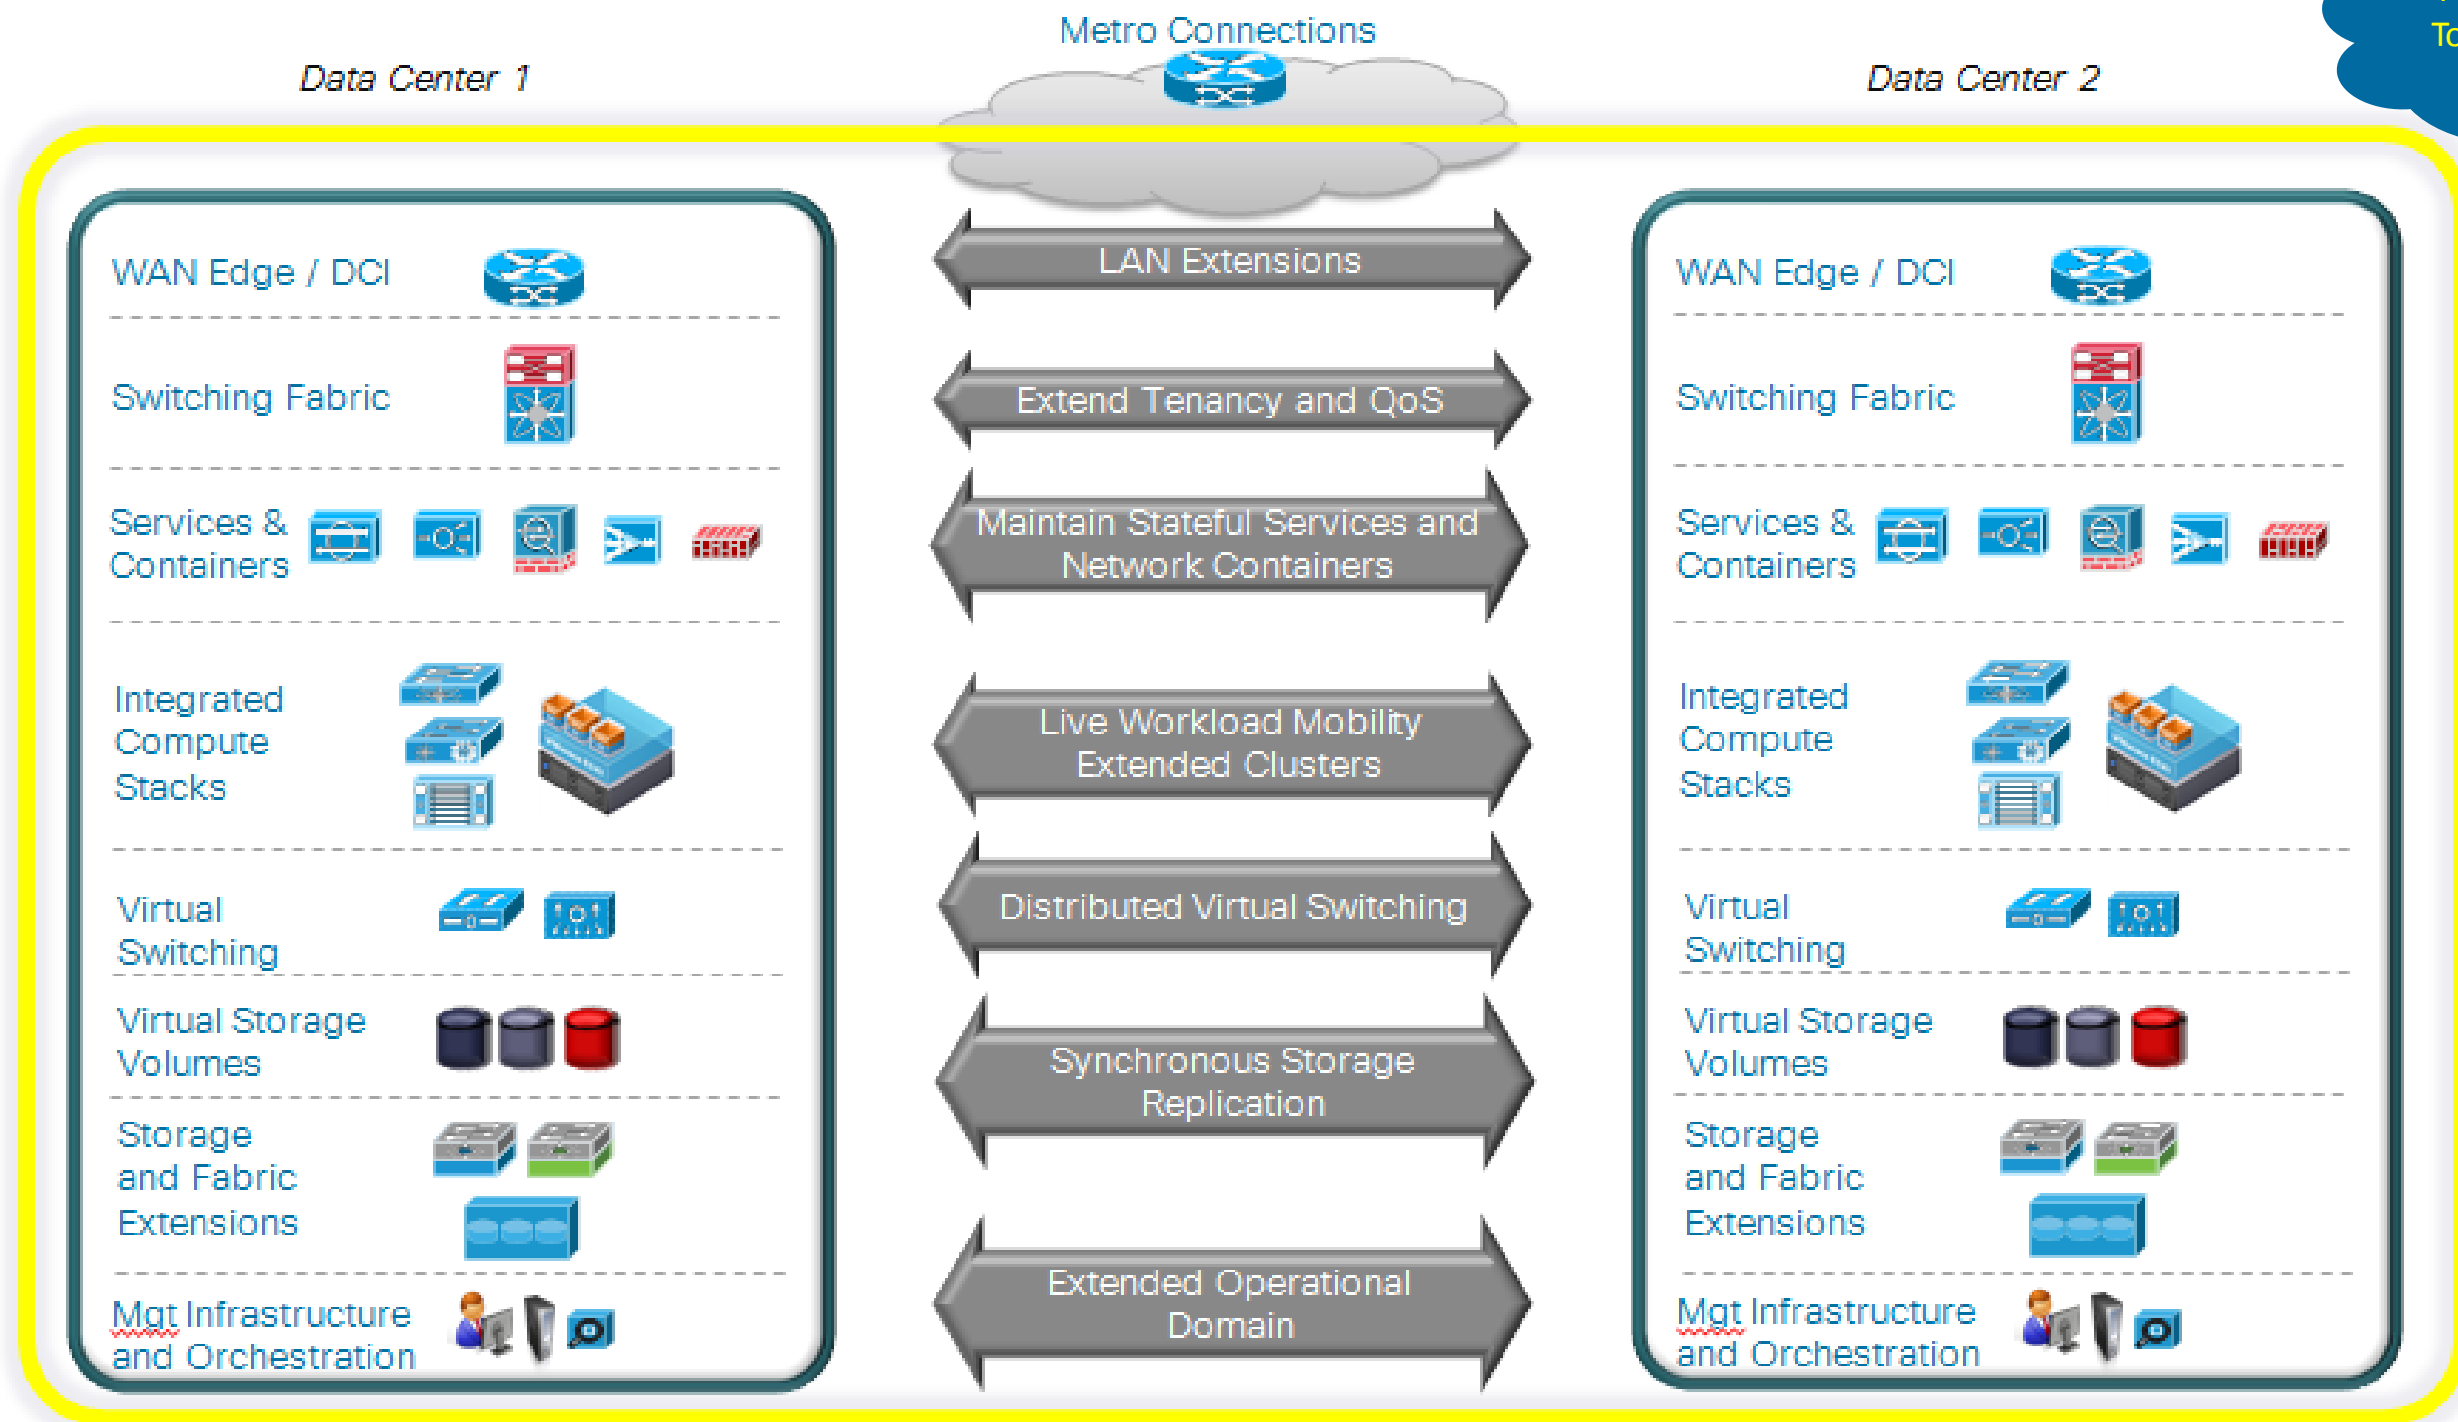 Metro Connections
Data Center 1
Data Center 2
To
WAN Edge / DCI
Switching Fabric
Services &
Containers
Integrated
Compute
Stacks
Virtual
Switching
Virtual Storage
Volumes
Storage
and Fabric
Extensions
Mgt Infrastructure
and Orchestration
LAN Extensions
Extend Tenancy and QoS
Maintain Stateful Services and
Network Containers
Live Workload Mobility
Extended Clusters
Distributed Virtual Switching
Synchronous Storage
Replication
Extended Operational
Domain
WAN Edge / DCI
Switching Fabric
Services &
Containers
Integrated
Compute
Stacks
Virtual
Switching
Virtual Storage
Volumes
Storage
and Fabric
Extensions
Mgt Infrastructure
and Orchestration